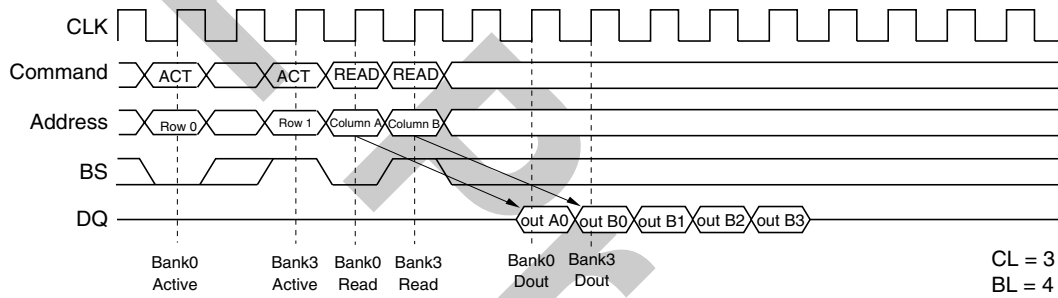 CLK
Command ACT ACT READ READ
Address Row 0 Row 1 Column A Column B
BS
DQ out A0 out B0 out B1 out B2 out B3
Bank0 Active Bank3 Active Bank0 Read Bank3 Read Bank0 Dout Bank3 Dout
CL = 3
BL = 4